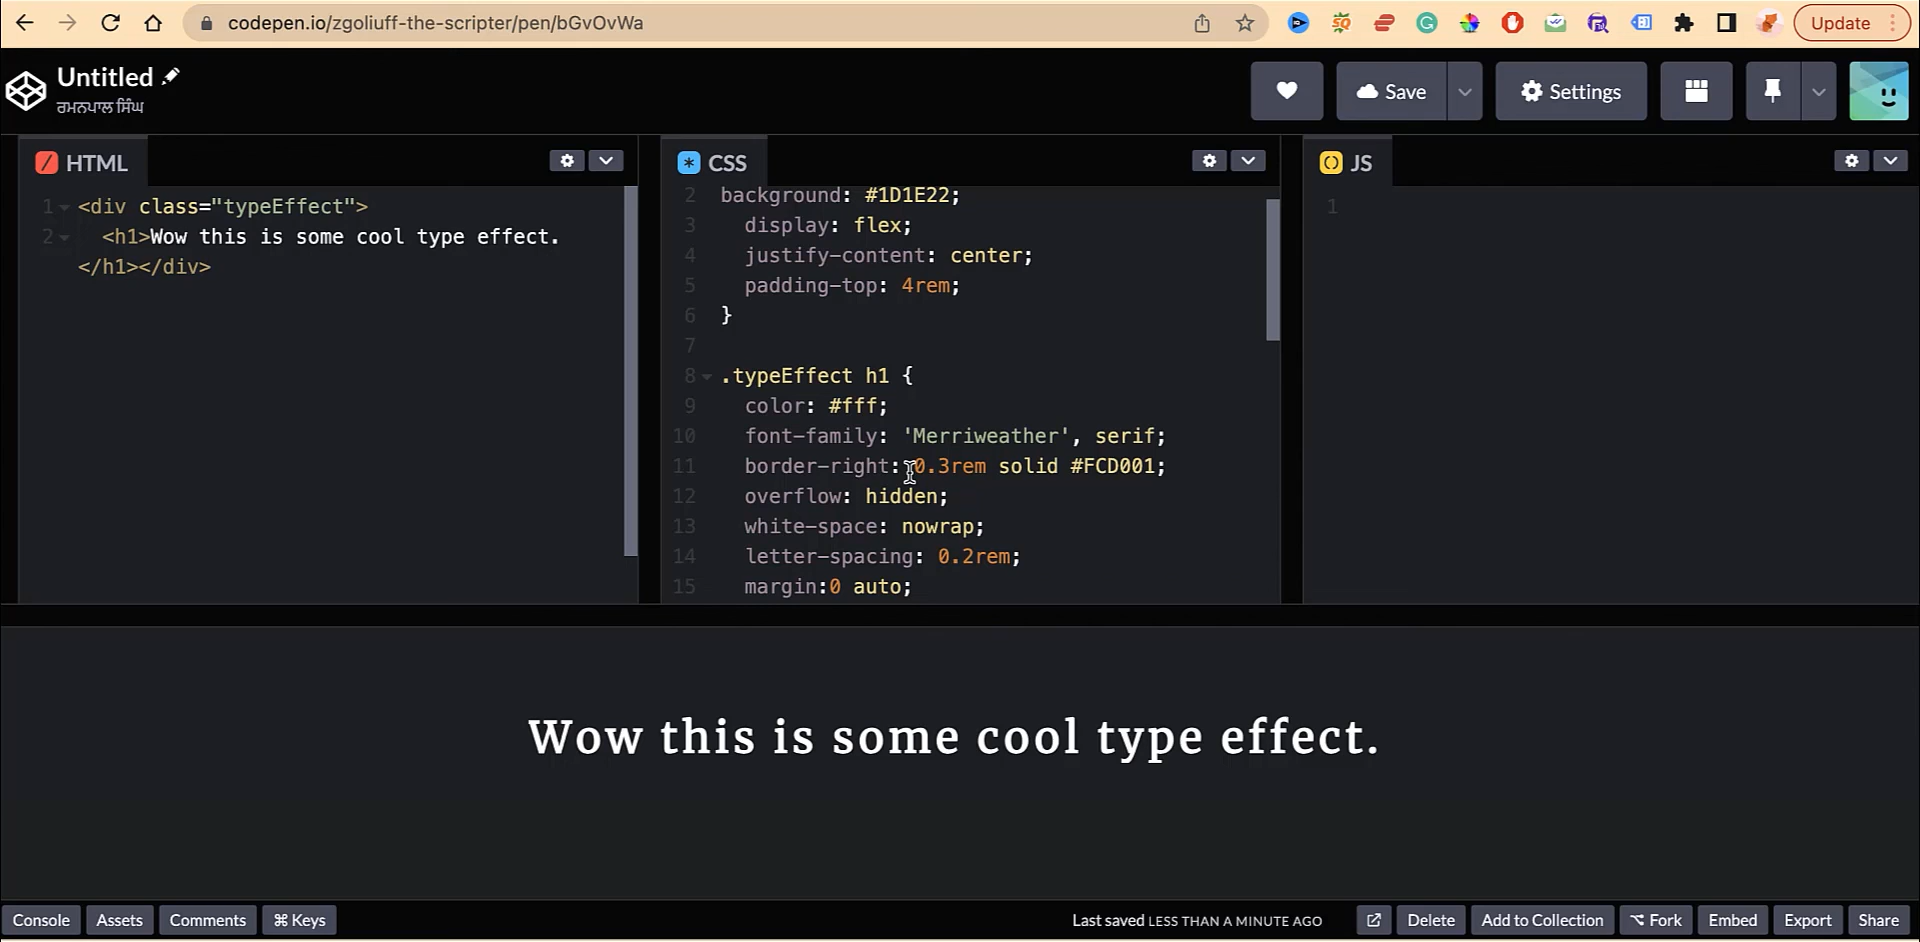 codepen.io/zgoliuff-the-scripter/pen/bGvOvWa
Update
Untitled
ਰਮਨਪਾਲ ਸਿੰਘ
Save
Settings
HTML
1 <div class="typeEffect">
2 <h1>Wow this is some cool type effect.
</h1></div>
CSS
2 background: #1D1E22;
3 display: flex;
4 justify-content: center;
5 padding-top: 4rem;
6 }
7
8 .typeEffect h1 {
9 color: #fff;
10 font-family: 'Merriweather', serif;
11 border-right: 0.3rem solid #FCD001;
12 overflow: hidden;
13 white-space: nowrap;
14 letter-spacing: 0.2rem;
15 margin:0 auto;
JS
1
Wow this is some cool type effect.
Console
Assets
Comments
⌘ Keys
Last saved LESS THAN A MINUTE AGO
Delete
Add to Collection
Fork
Embed
Export
Share